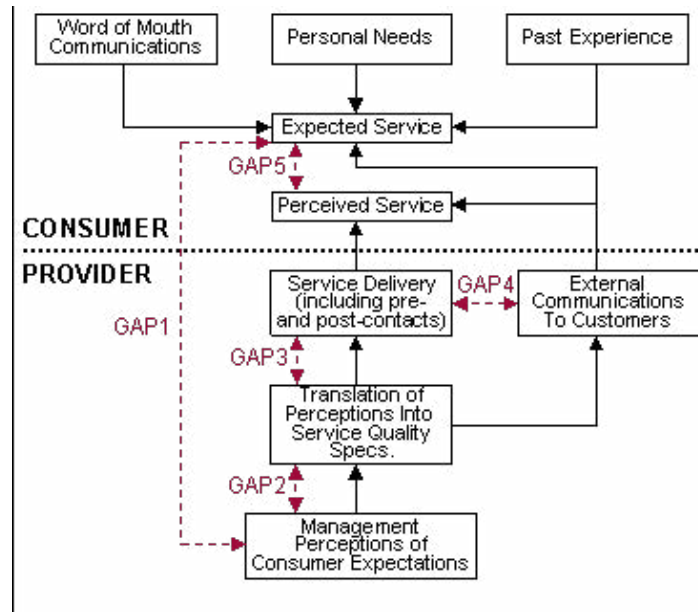 Word of Mouth
Communications
Personal Needs
Past Experience
Expected Service
GAP5
Perceived Service
CONSUMER
PROVIDER
Service Delivery
(including pre-
and post-contacts)
GAP4
External
Communications
To Customers
GAP1
GAP3
Translation of
Perceptions Into
Service Quality
Specs.
GAP2
Management
Perceptions of
Consumer Expectations